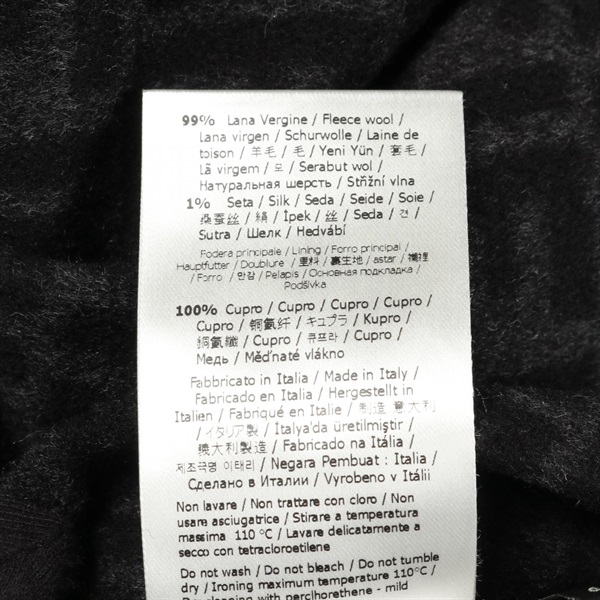 99% Lana Vergine / Fleece wool /
Lana virgen / Schurwolle / Laine de
toison / 羊毛 / 毛 / Yeni Yün / 套毛 /
Lã virgem / 모 / Serabut wol /
Натуральная шерсть / Střižní vlna
1% Seta / Silk / Seda / Seide / Soie /
桑蚕丝 / 絹 / İpek / 丝 / Seda / 견 /
Sutra / Шелк / Hedvábí
Fodera principale / Lining / Forro principal /
Hauptfutter / Doublure / 里料 / 裏生地 / astar / 裡
/ Forro / 안감 / Pelapis / Основная подкладка /
Podšívka
100% Cupro / Cupro / Cupro / Cupro /
Cupro / 铜氨纤 / キュプラ / Kupro /
銅氨纖 / Cupro / 큐프라 / Cupro /
Медь / Měďnaté vlákno
Fabbricato in Italia / Made in Italy /
Fabricado en Italia / Hergestellt in
Italien / Fabriqué en Italie / 制造 意大利
/ イタリア製 / Italya'da üretilmiştir /
義大利製造 / Fabricado na Itália /
제조국명 이태리 / Negara Pembuat : Italia /
Сделано в Италии / Vyrobeno v Itálii
Non lavare / Non trattare con cloro / Non
usare asciugatrice / Stirare a temperatura
massima 110 °C / Lavare delicatamente a
secco con tetracloroetilene
Do not wash / Do not bleach / Do not tumble
dry / Ironing maximum temperature 110°C /
Dry cleaning with perclhorethene - mild